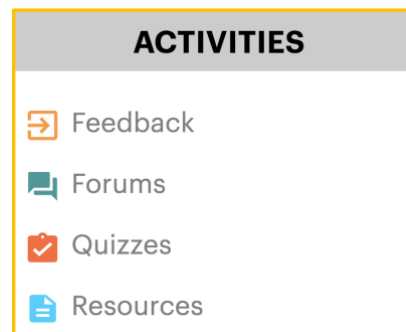 ACTIVITIES
Feedback
Forums
Quizzes
Resources